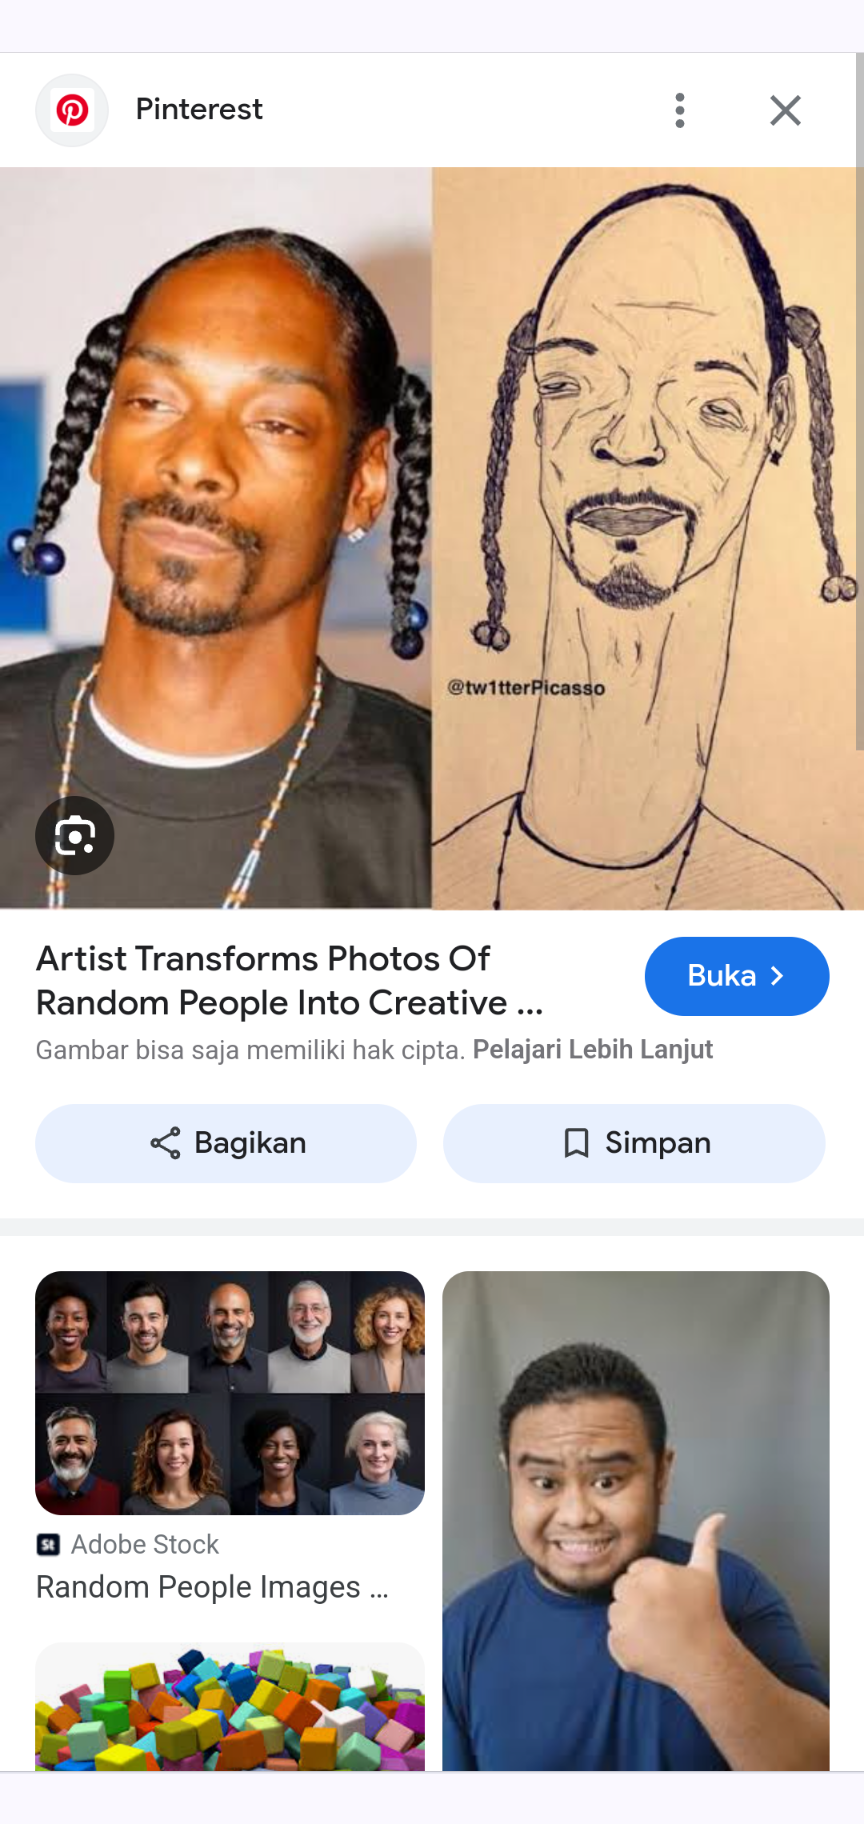 Pinterest
@tw1tterPicasso
Artist Transforms Photos Of
Random People Into Creative ...
Buka
Gambar bisa saja memiliki hak cipta. Pelajari Lebih Lanjut
Bagikan
Simpan
St Adobe Stock
Random People Images ...